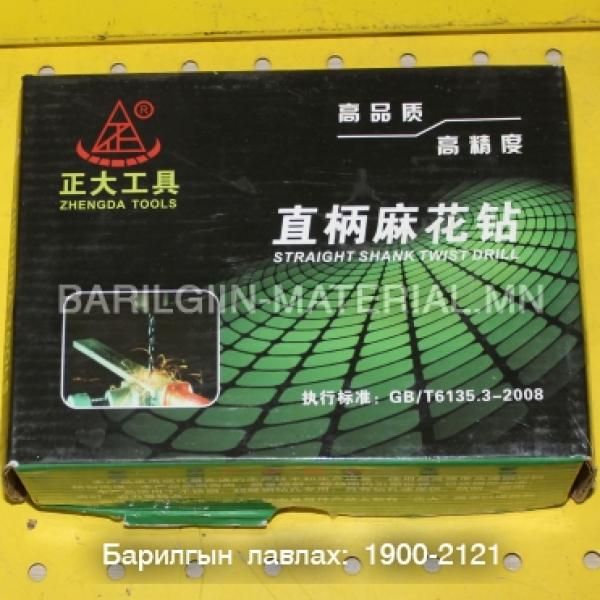 ®
正大工具
ZHENGDA TOOLS
高品质
高精度
直柄麻花钻
STRAIGHT SHANK TWIST DRILL
BARILGIIN-MATERIAL.MN
执行标准：GB/T6135.3-2008
Барилгын лавлах: 1900-2121